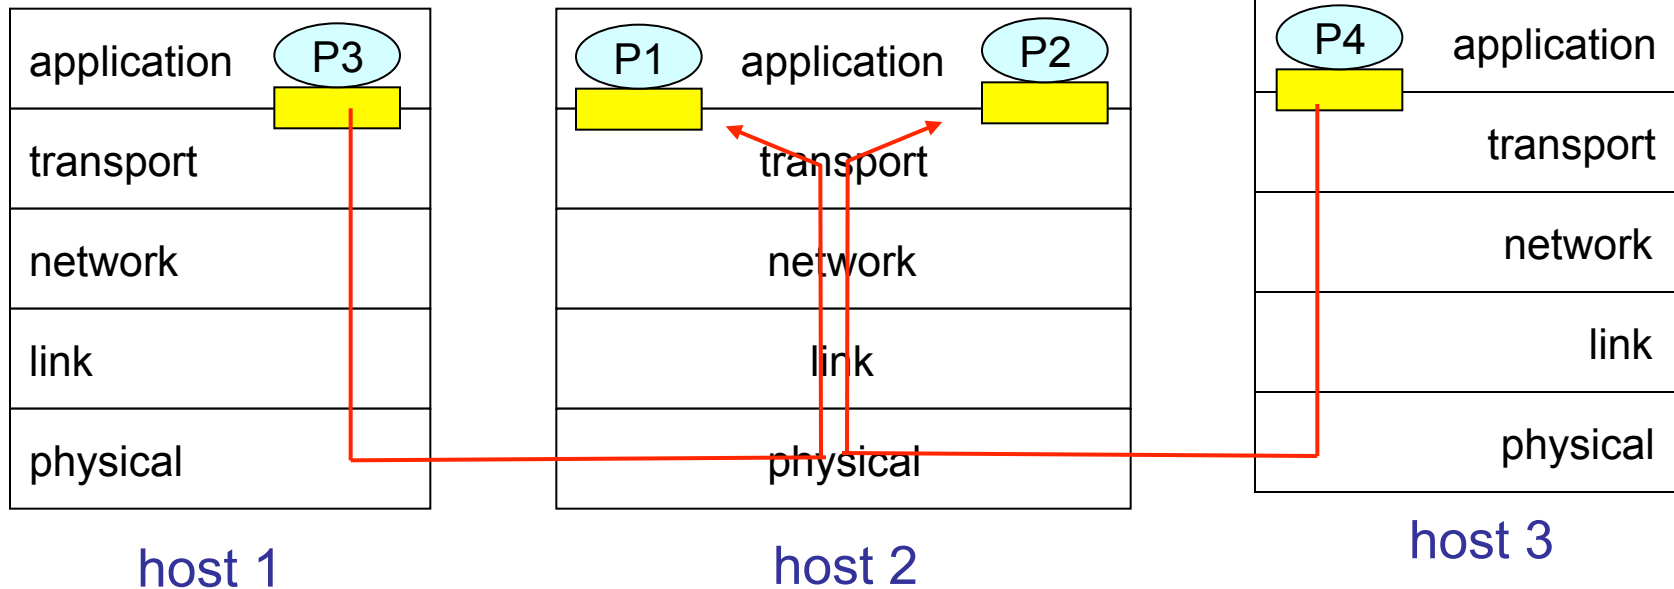 application P3
transport
network
link
physical
host 1
P1 application P2
transport
network
link
physical
host 2
P4 application
transport
network
link
physical
host 3